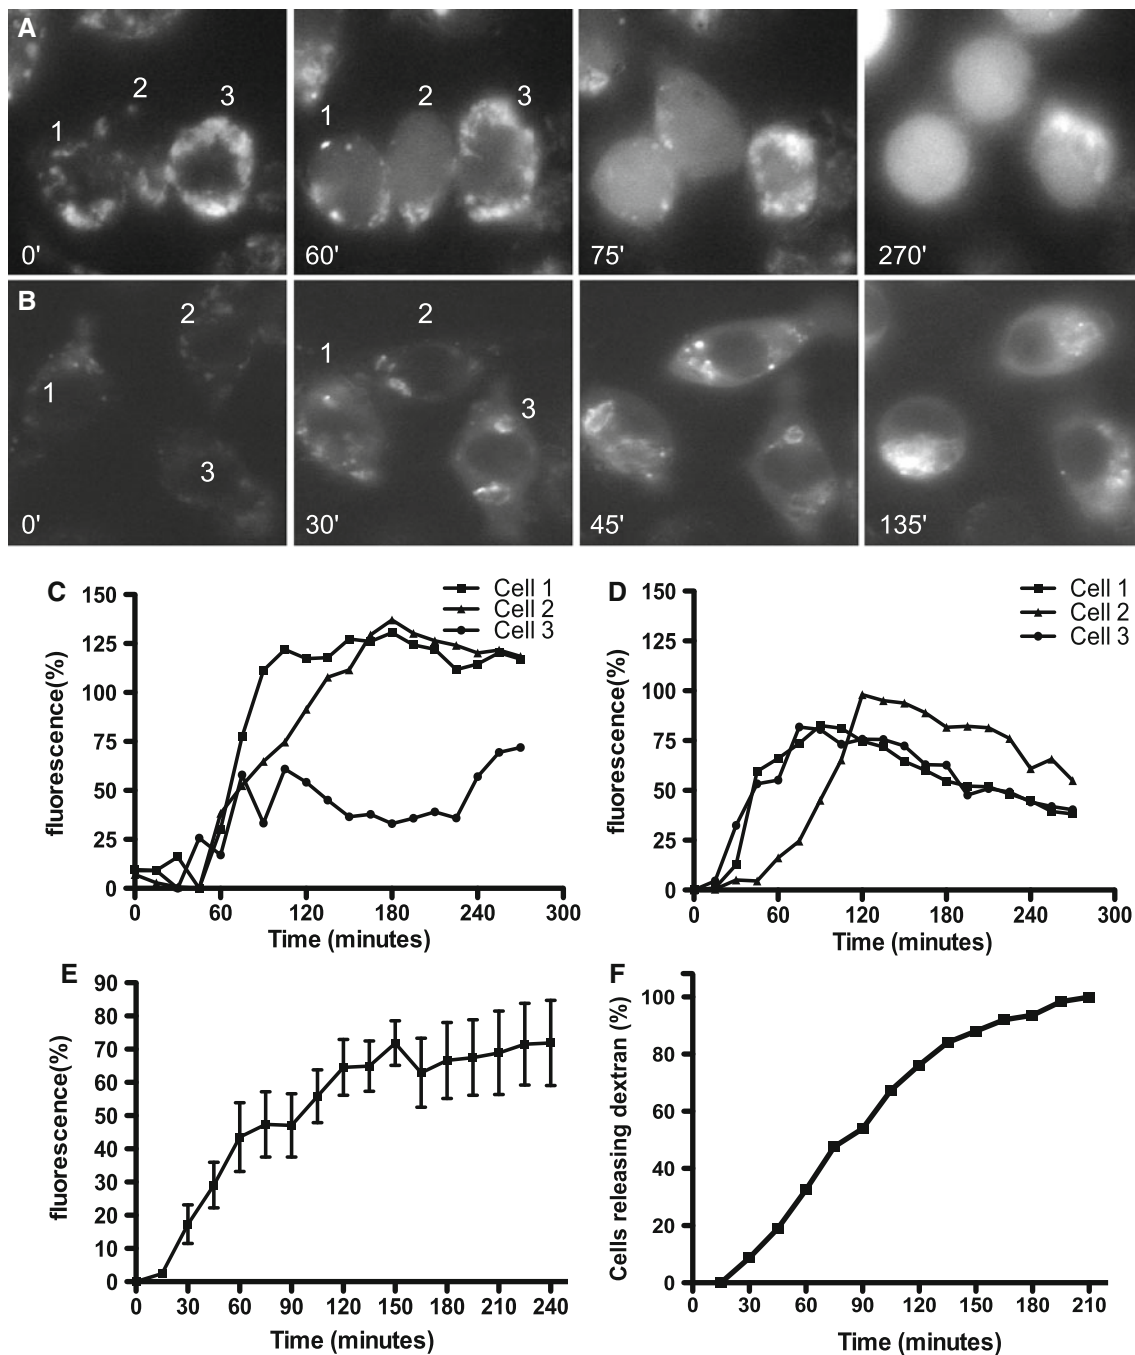 A
1
2
3
0'
1
2
3
60'
75'
270'
B
1
2
3
0'
1
2
3
30'
45'
135'
C
Cell 1
Cell 2
Cell 3
fluorescence(%)
150
125
100
75
50
25
0
0 60 120 180 240 300
Time (minutes)
D
Cell 1
Cell 2
Cell 3
fluorescence(%)
150
125
100
75
50
25
0
0 60 120 180 240 300
Time (minutes)
E
fluorescence(%)
90
80
70
60
50
40
30
20
10
0
0 30 60 90 120 150 180 210 240
Time (minutes)
F
Cells releasing dextran (%)
100
80
60
40
20
0
0 30 60 90 120 150 180 210
Time (minutes)